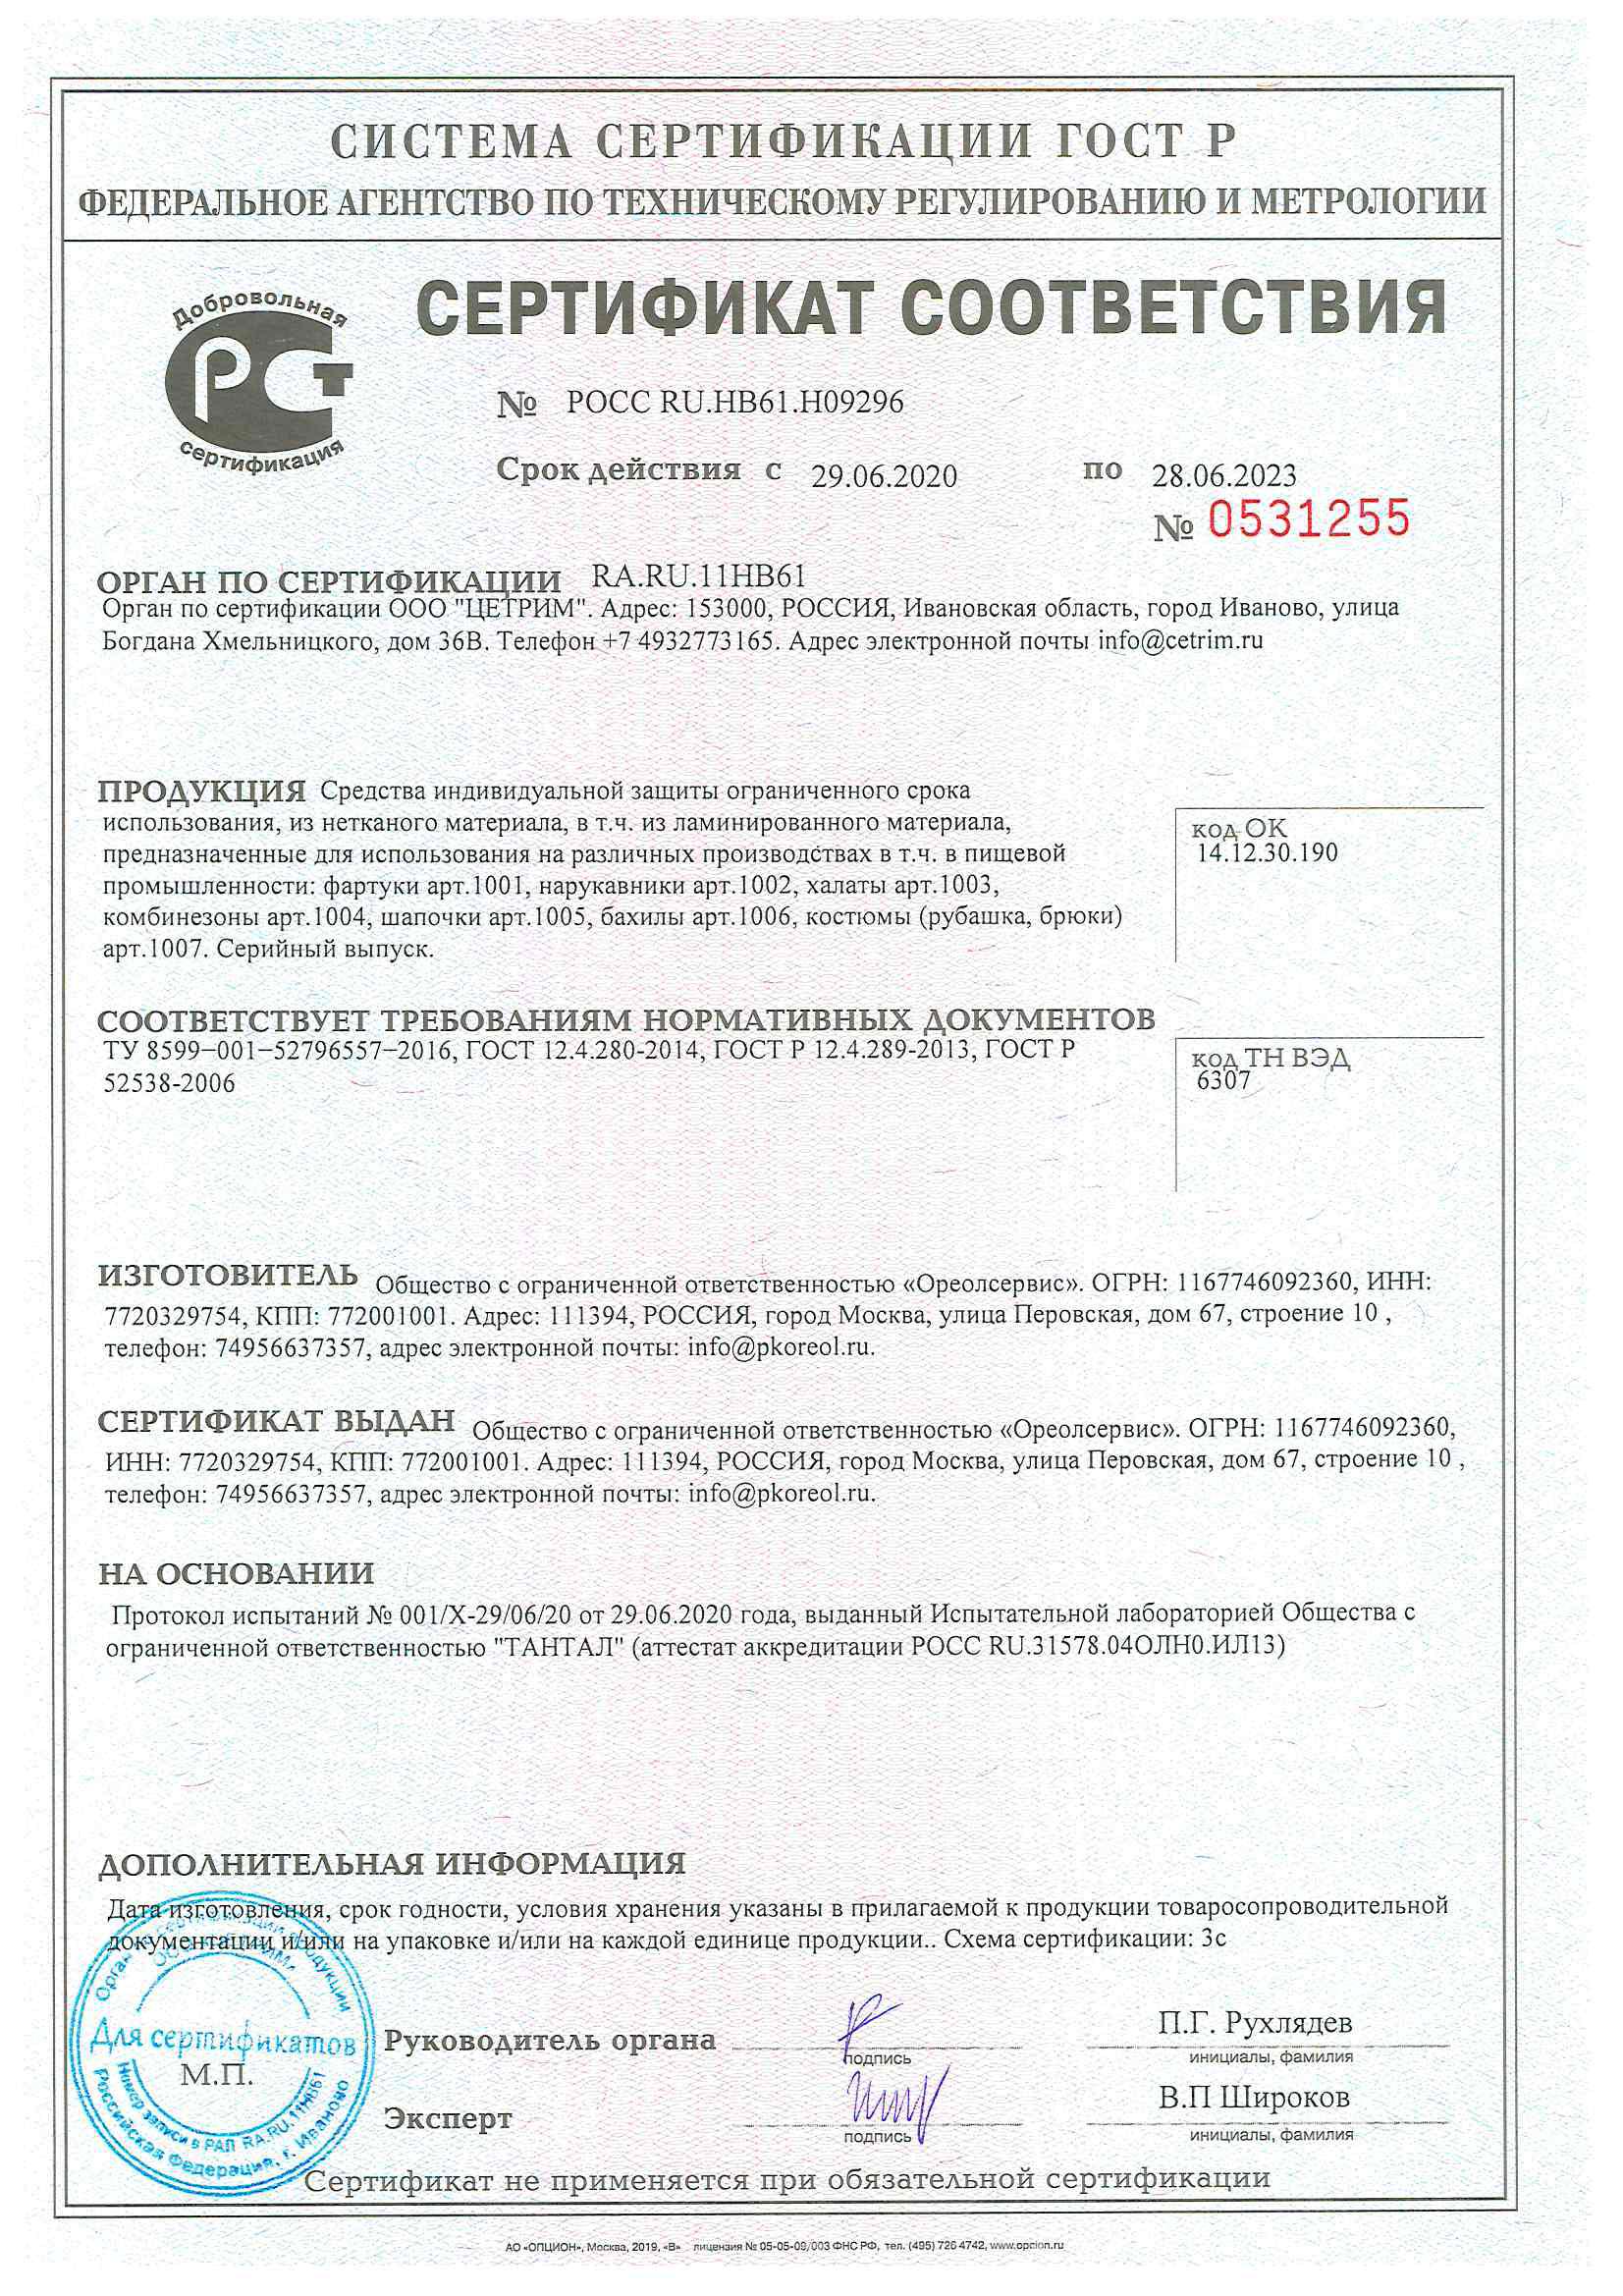 СИСТЕМА СЕРТИФИКАЦИИ ГОСТ Р
ФЕДЕРАЛЬНОЕ АГЕНТСТВО ПО ТЕХНИЧЕСКОМУ РЕГУЛИРОВАНИЮ И МЕТРОЛОГИИ
Добровольная
РСТ
сертификация
СЕРТИФИКАТ СООТВЕТСТВИЯ
№ РОСС RU.НВ61.Н09296
Срок действия с 29.06.2020 по 28.06.2023
№ 0531255
ОРГАН ПО СЕРТИФИКАЦИИ RA.RU.11НВ61
Орган по сертификации ООО "ЦЕТРИМ". Адрес: 153000, РОССИЯ, Ивановская область, город Иваново, улица
Богдана Хмельницкого, дом 36В. Телефон +7 4932773165. Адрес электронной почты info@cetrim.ru
ПРОДУКЦИЯ Средства индивидуальной защиты ограниченного срока
использования, из нетканого материала, в т.ч. из ламинированного материала,
предназначенные для использования на различных производствах в т.ч. в пищевой
промышленности: фартуки арт.1001, нарукавники арт.1002, халаты арт.1003,
комбинезоны арт.1004, шапочки арт.1005, бахилы арт.1006, костюмы (рубашка, брюки)
арт.1007. Серийный выпуск.
код ОК
14.12.30.190
СООТВЕТСТВУЕТ ТРЕБОВАНИЯМ НОРМАТИВНЫХ ДОКУМЕНТОВ
ТУ 8599–001–52796557–2016, ГОСТ 12.4.280-2014, ГОСТ Р 12.4.289-2013, ГОСТ Р
52538-2006
код ТН ВЭД
6307
ИЗГОТОВИТЕЛЬ Общество с ограниченной ответственностью «Ореолсервис». ОГРН: 1167746092360, ИНН:
7720329754, КПП: 772001001. Адрес: 111394, РОССИЯ, город Москва, улица Перовская, дом 67, строение 10 ,
телефон: 74956637357, адрес электронной почты: info@pkoreol.ru.
СЕРТИФИКАТ ВЫДАН Общество с ограниченной ответственностью «Ореолсервис». ОГРН: 1167746092360,
ИНН: 7720329754, КПП: 772001001. Адрес: 111394, РОССИЯ, город Москва, улица Перовская, дом 67, строение 10 ,
телефон: 74956637357, адрес электронной почты: info@pkoreol.ru.
НА ОСНОВАНИИ
Протокол испытаний № 001/Х-29/06/20 от 29.06.2020 года, выданный Испытательной лабораторией Общества с
ограниченной ответственностью "ТАНТАЛ" (аттестат аккредитации РОСС RU.31578.04ОЛН0.ИЛ13)
ДОПОЛНИТЕЛЬНАЯ ИНФОРМАЦИЯ
Дата изготовления, срок годности, условия хранения указаны в прилагаемой к продукции товаросопроводительной
документации и/или на упаковке и/или на каждой единице продукции.. Схема сертификации: 3с
Орган по сертификации продукции
Для сертификатов
М.П.
Номер записи в РАЛ RA.RU.11НВ61
Российская Федерация, г. Иваново
Руководитель органа
подпись
П.Г. Рухлядев
инициалы, фамилия
Эксперт
подпись
В.П Широков
инициалы, фамилия
Сертификат не применяется при обязательной сертификации
АО «ОПЦИОН», Москва, 2019, «В» лицензия № 05-05-09/003 ФНС РФ, тел. (495) 726 4742, www.opcion.ru